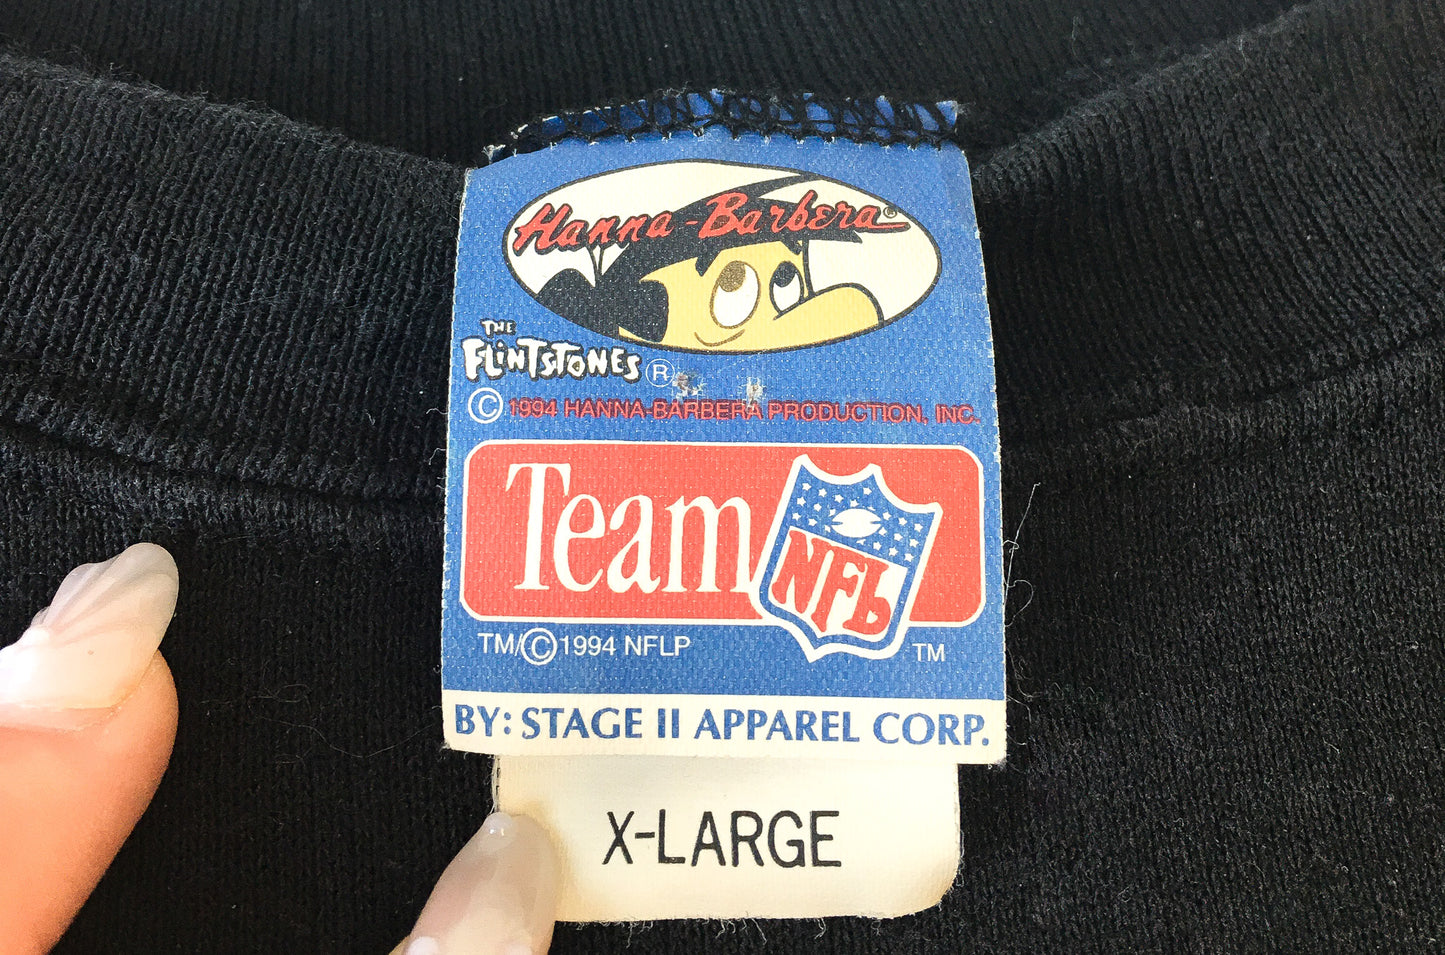 Hanna-Barbera®
THE
FLINTSTONES®
© 1994 HANNA-BARBERA PRODUCTION, INC.
Team NFL
TM/© 1994 NFLP TM
BY: STAGE II APPAREL CORP.
X-LARGE